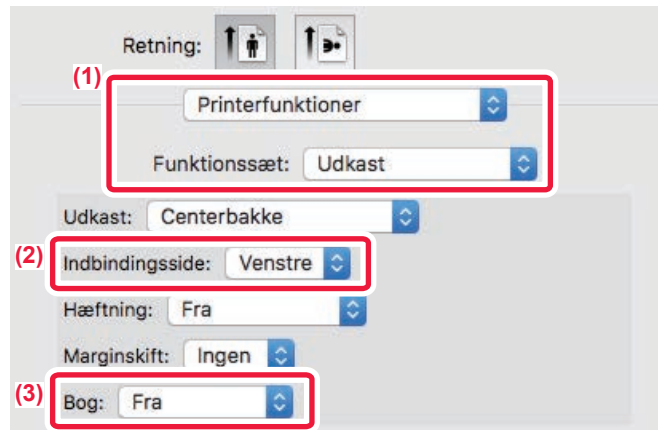 Retning:
(1)
Printerfunktioner
Funktionssæt: Udkast
Udkast: Centerbakke
(2) Indbindingsside: Venstre
Hæftning: Fra
Marginskift: Ingen
(3) Bog: Fra